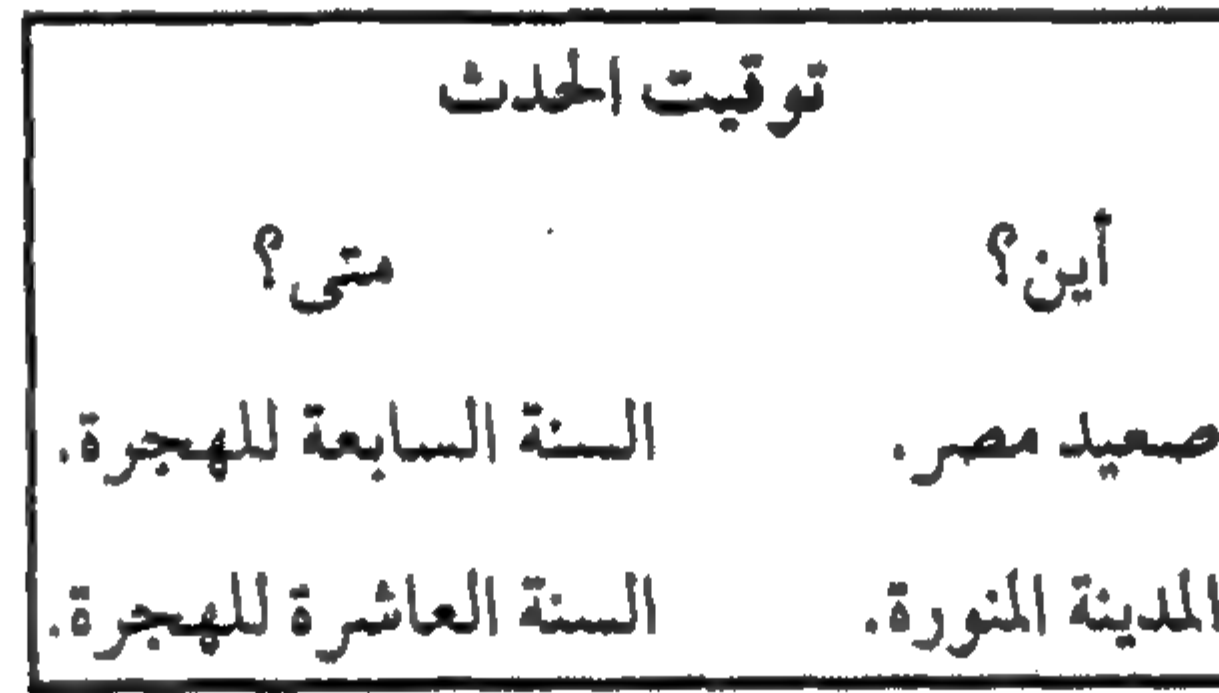 توقيت الحدث
أين؟ متى؟
صعيد مصر. السنة السابعة للهجرة.
المدينة المنورة. السنة العاشرة للهجرة.